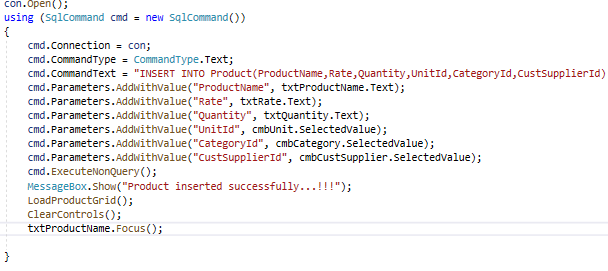 con.Open();
using (SqlCommand cmd = new SqlCommand())
{
cmd.Connection = con;
cmd.CommandType = CommandType.Text;
cmd.CommandText = "INSERT INTO Product(ProductName,Rate,Quantity,UnitId,CategoryId,CustSupplierId)
cmd.Parameters.AddWithValue("ProductName", txtProductName.Text);
cmd.Parameters.AddWithValue("Rate", txtRate.Text);
cmd.Parameters.AddWithValue("Quantity", txtQuantity.Text);
cmd.Parameters.AddWithValue("UnitId", cmbUnit.SelectedValue);
cmd.Parameters.AddWithValue("CategoryId", cmbCategory.SelectedValue);
cmd.Parameters.AddWithValue("CustSupplierId", cmbCustSupplier.SelectedValue);
cmd.ExecuteNonQuery();
MessageBox.Show("Product inserted successfully...!!!");
LoadProductGrid();
ClearControls();
txtProductName.Focus();
}